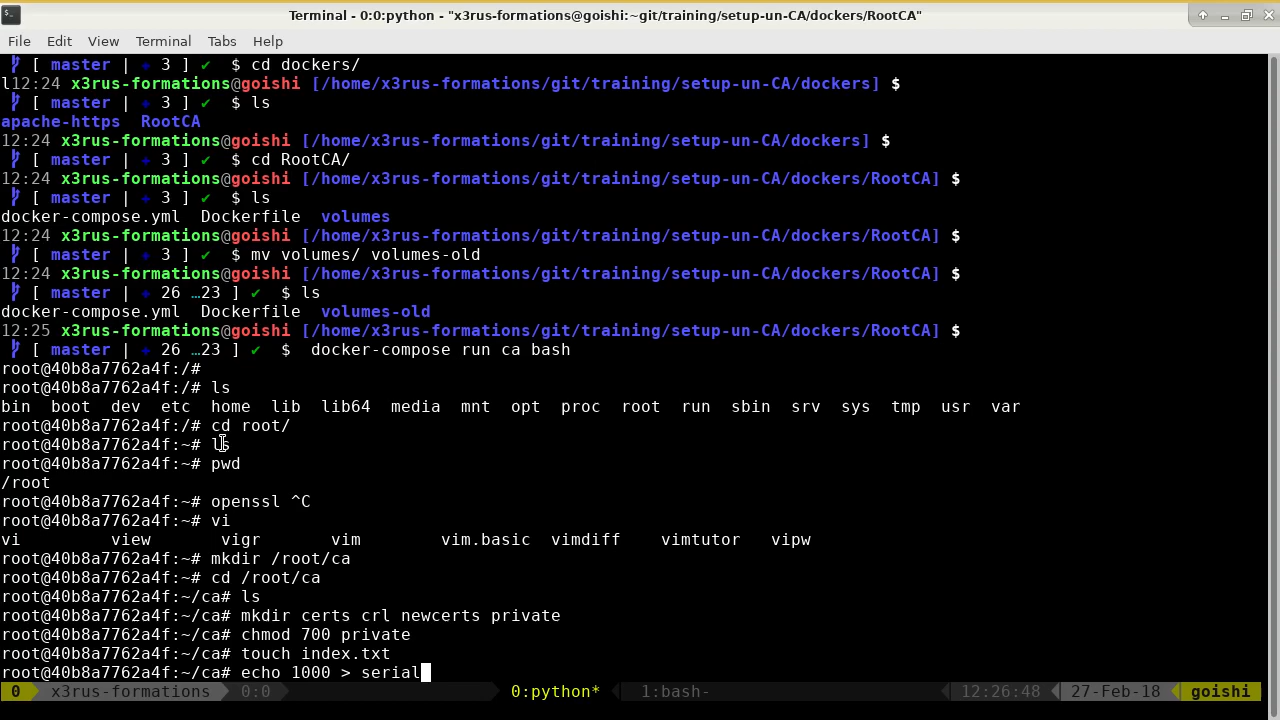 Terminal - 0:0:python - "x3rus-formations@goishi:~git/training/setup-un-CA/dockers/RootCA"
File Edit View Terminal Tabs Help
[ master | + 3 ] ✔ $ cd dockers/
l12:24 x3rus-formations@goishi [/home/x3rus-formations/git/training/setup-un-CA/dockers] $
[ master | + 3 ] ✔ $ ls
apache-https RootCA
12:24 x3rus-formations@goishi [/home/x3rus-formations/git/training/setup-un-CA/dockers] $
[ master | + 3 ] ✔ $ cd RootCA/
12:24 x3rus-formations@goishi [/home/x3rus-formations/git/training/setup-un-CA/dockers/RootCA] $
[ master | + 3 ] ✔ $ ls
docker-compose.yml Dockerfile volumes
12:24 x3rus-formations@goishi [/home/x3rus-formations/git/training/setup-un-CA/dockers/RootCA] $
[ master | + 3 ] ✔ $ mv volumes/ volumes-old
12:24 x3rus-formations@goishi [/home/x3rus-formations/git/training/setup-un-CA/dockers/RootCA] $
[ master | + 26 …23 ] ✔ $ ls
docker-compose.yml Dockerfile volumes-old
12:25 x3rus-formations@goishi [/home/x3rus-formations/git/training/setup-un-CA/dockers/RootCA] $
[ master | + 26 …23 ] ✔ $ docker-compose run ca bash
root@40b8a7762a4f:/#
root@40b8a7762a4f:/# ls
bin boot dev etc home lib lib64 media mnt opt proc root run sbin srv sys tmp usr var
root@40b8a7762a4f:/# cd root/
root@40b8a7762a4f:~# ls
root@40b8a7762a4f:~# pwd
/root
root@40b8a7762a4f:~# openssl ^C
root@40b8a7762a4f:~# vi
vi view vigr vim vim.basic vimdiff vimtutor vipw
root@40b8a7762a4f:~# mkdir /root/ca
root@40b8a7762a4f:~# cd /root/ca
root@40b8a7762a4f:~/ca# ls
root@40b8a7762a4f:~/ca# mkdir certs crl newcerts private
root@40b8a7762a4f:~/ca# chmod 700 private
root@40b8a7762a4f:~/ca# touch index.txt
root@40b8a7762a4f:~/ca# echo 1000 > serial
0 x3rus-formations 0:0 0:python* 1:bash- 12:26:48 27-Feb-18 goishi